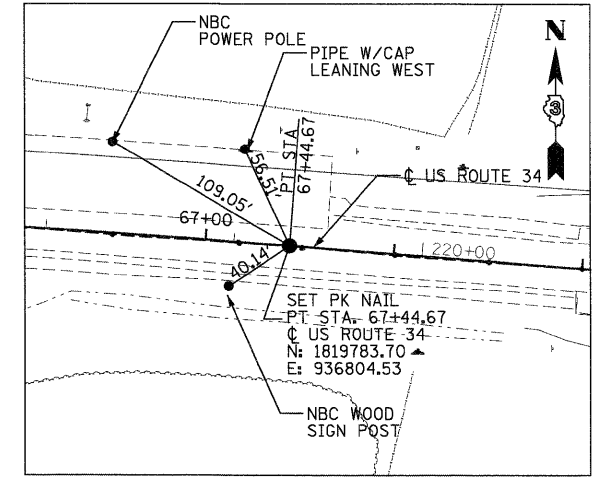 NBC
POWER POLE
N
PIPE W/CAP
LEANING WEST
3
PT STA
67+44.67
56.51'
109.05'
℄ US ROUTE 34
67+00
220+00
40.14'
SET PK NAIL
PT STA. 67+44.67
℄ US ROUTE 34
N: 1819783.70
E: 936804.53
NBC WOOD
SIGN POST